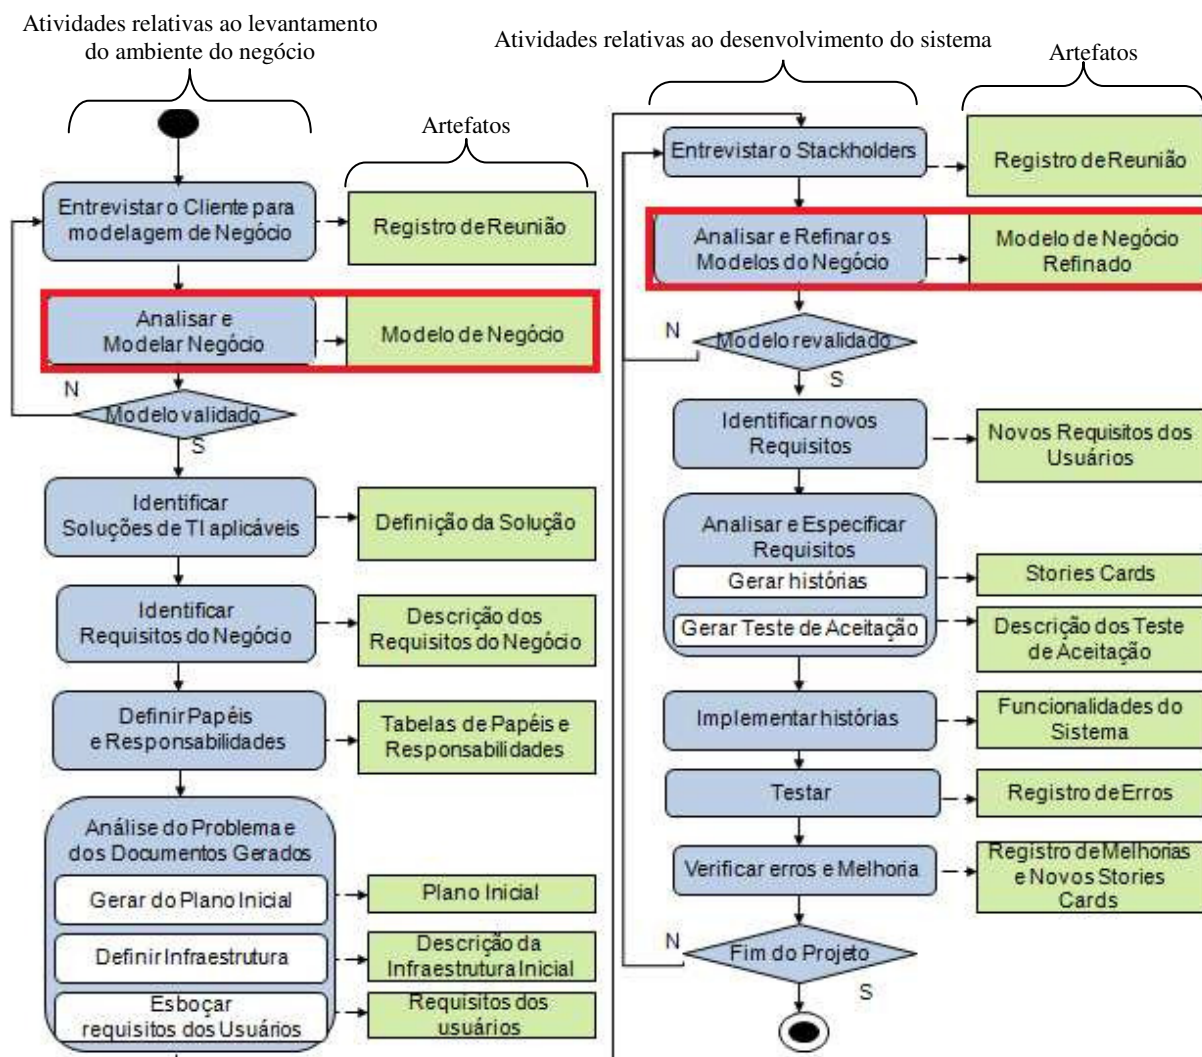 Atividades relativas ao levantamento
do ambiente do negócio
Artefatos
Entrevistar o Cliente para
modelagem de Negócio
Registro de Reunião
Analisar e
Modelar Negócio
Modelo de Negócio
N
Modelo validado
S
Identificar
Soluções de TI aplicáveis
Definição da Solução
Identificar
Requisitos do Negócio
Descrição dos
Requisitos do Negócio
Definir Papéis
e Responsabilidades
Tabelas de Papéis e
Responsabilidades
Análise do Problema e
dos Documentos Gerados
Gerar do Plano Inicial
Plano Inicial
Definir Infraestrutura
Descrição da
Infraestrutura Inicial
Esboçar
requisitos dos Usuários
Requisitos dos
usuários
Atividades relativas ao desenvolvimento do sistema
Artefatos
Entrevistar o Stackholders
Registro de Reunião
Analisar e Refinar os
Modelos do Negócio
Modelo de Negócio
Refinado
N
Modelo revalidado
S
Identificar novos
Requisitos
Novos Requisitos dos
Usuários
Analisar e Especificar
Requisitos
Gerar histórias
Stories Cards
Gerar Teste de Aceitação
Descrição dos Teste
de Aceitação
Implementar histórias
Funcionalidades do
Sistema
Testar
Registro de Erros
Verificar erros e Melhoria
Registro de Melhorias
e Novos Stories
Cards
N
Fim do Projeto
S